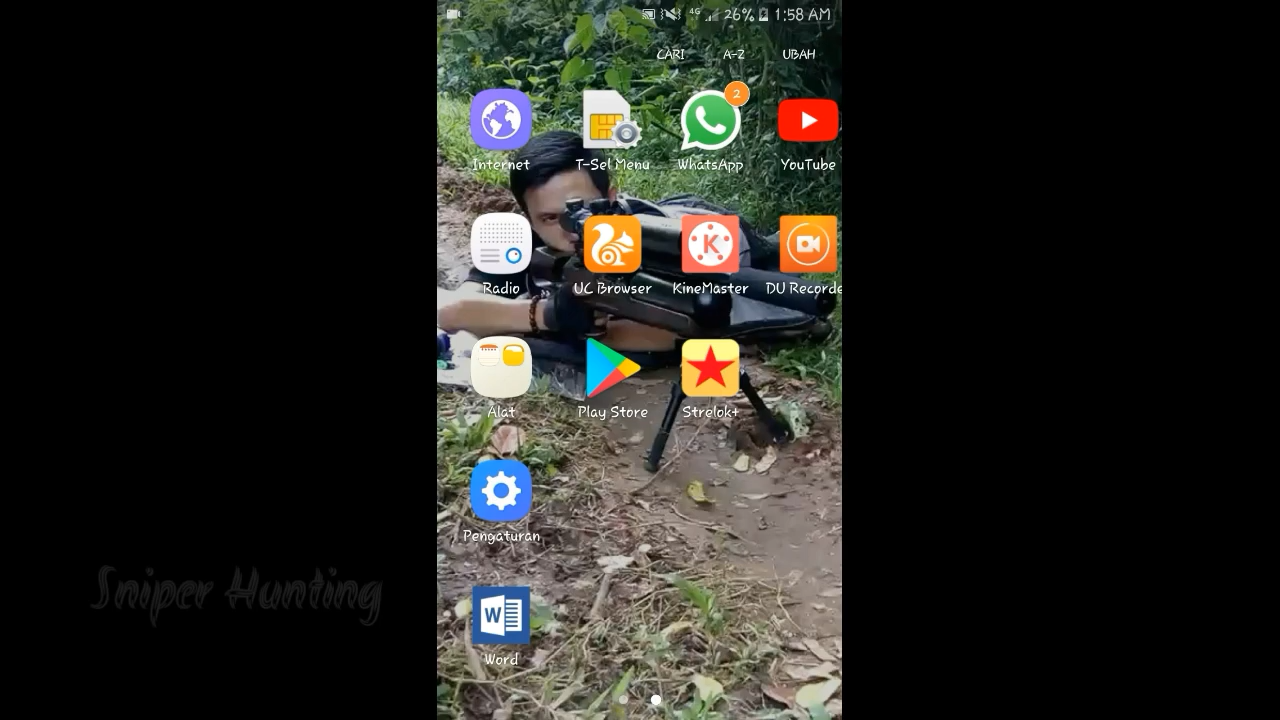 4G 26% 1:58 AM
CARI A-Z UBAH
2
Internet T-Sel Menu WhatsApp YouTube
K
Radio UC Browser KineMaster DU Recorde
Alat Play Store Strelok+
Pengaturan
Sniper Hunting
W
Word